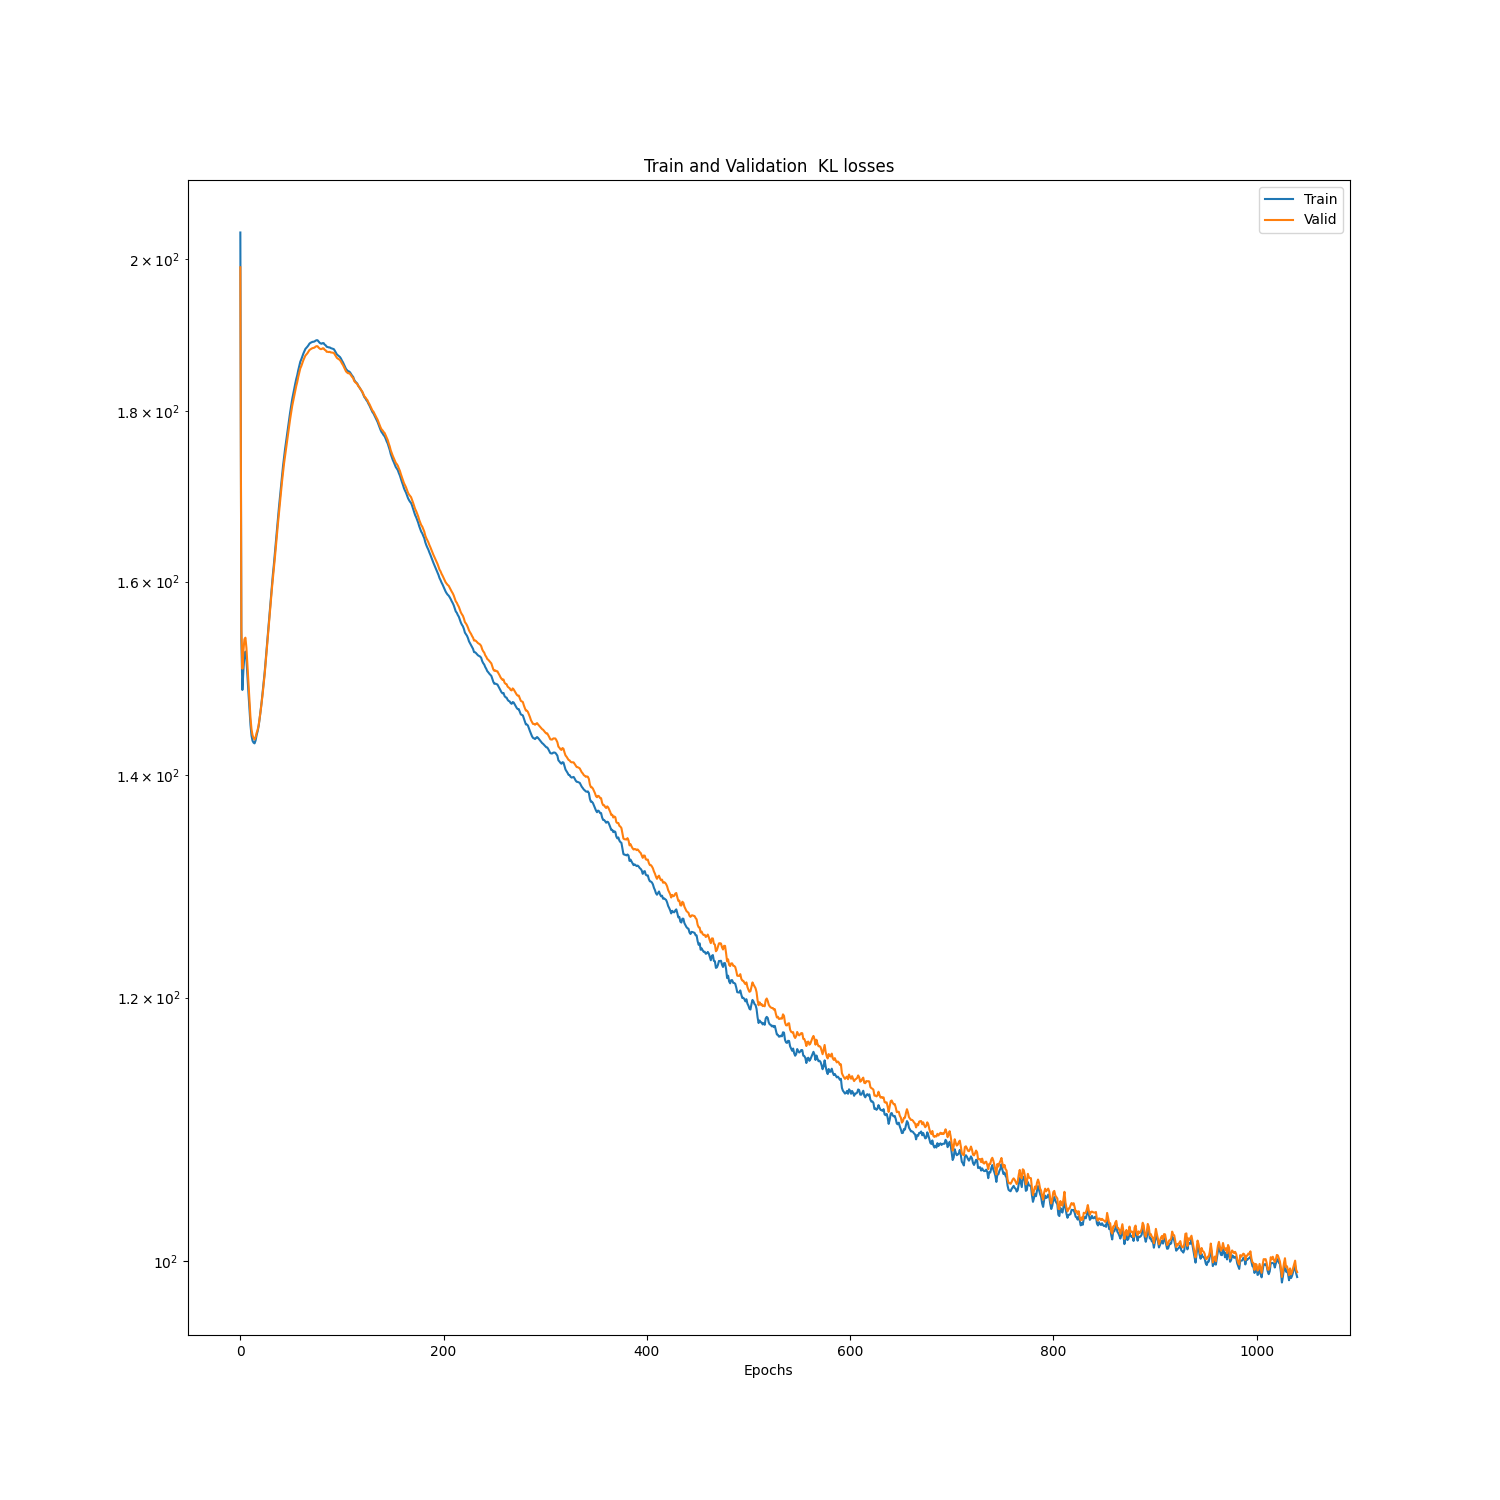 Train and Validation  KL losses
Train
Valid
2 × 10²
1.8 × 10²
1.6 × 10²
1.4 × 10²
1.2 × 10²
10²
0 200 400 600 800 1000
Epochs